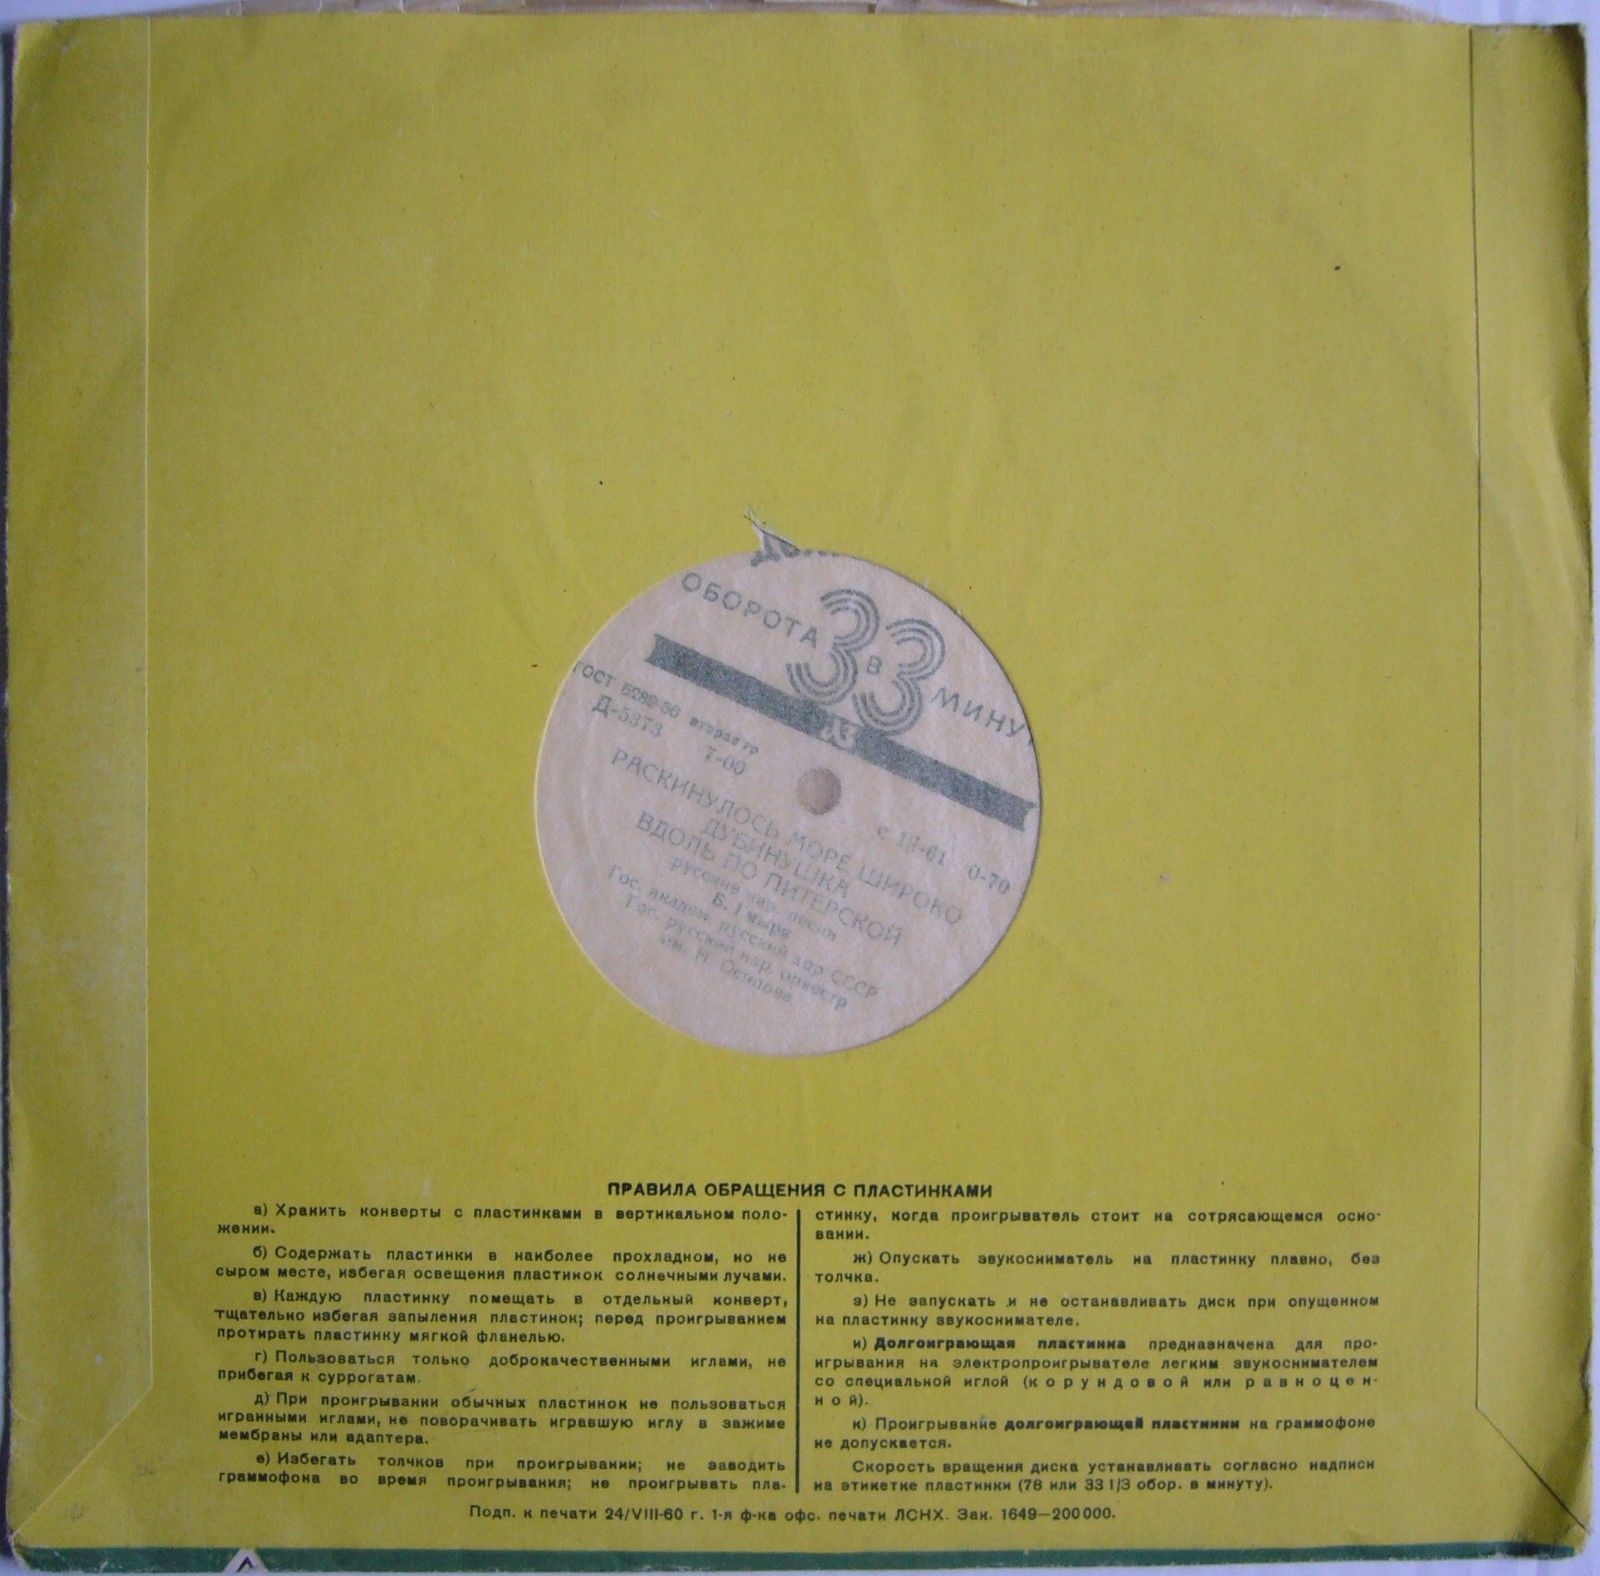 ОБОРОТА В МИНУ
33
ГОСТ 5289-56 вторая гр
Д-5373 7-00
с 12-61 0-70
РАСКИНУЛОСЬ МОРЕ ШИРОКО
ДУБИНУШКА
ВДОЛЬ ПО ПИТЕРСКОЙ
русские нар. песни
Б. Гмыря
Гос. академ. русский хор СССР
Гос. русский нар. оркестр
им. Н. Осипова
ПРАВИЛА ОБРАЩЕНИЯ С ПЛАСТИНКАМИ
а) Хранить конверты с пластинками в вертикальном поло-
жении.
б) Содержать пластинки в наиболее прохладном, но не
сыром месте, избегая освещения пластинок солнечными лучами.
в) Каждую пластинку помещать в отдельный конверт,
тщательно избегая запыления пластинок; перед проигрыванием
протирать пластинку мягкой фланелью.
г) Пользоваться только доброкачественными иглами, не
прибегая к суррогатам.
д) При проигрывании обычных пластинок не пользоваться
игранными иглами, не поворачивать игравшую иглу в зажиме
мембраны или адаптера.
е) Избегать толчков при проигрывании; не заводить
граммофона во время проигрывания; не проигрывать пла-
стинку, когда проигрыватель стоит на сотрясающемся осно-
вании.
ж) Опускать звукосниматель на пластинку плавно, без
толчка.
з) Не запускать и не останавливать диск при опущенном
на пластинку звукоснимателе.
и) Долгоиграющая пластинка предназначена для про-
игрывания на электропроигрывателе легким звукоснимателем
со специальной иглой (корундовой или равноцен-
ной).
к) Проигрывание долгоиграющей пластинки на граммофоне
не допускается.
Скорость вращения диска устанавливать согласно надписи
на этикетке пластинки (78 или 33 1/3 обор. в минуту).
Подп. к печати 24/VIII-60 г. 1-я ф-ка офс. печати ЛСНХ. Зак. 1649—200000.